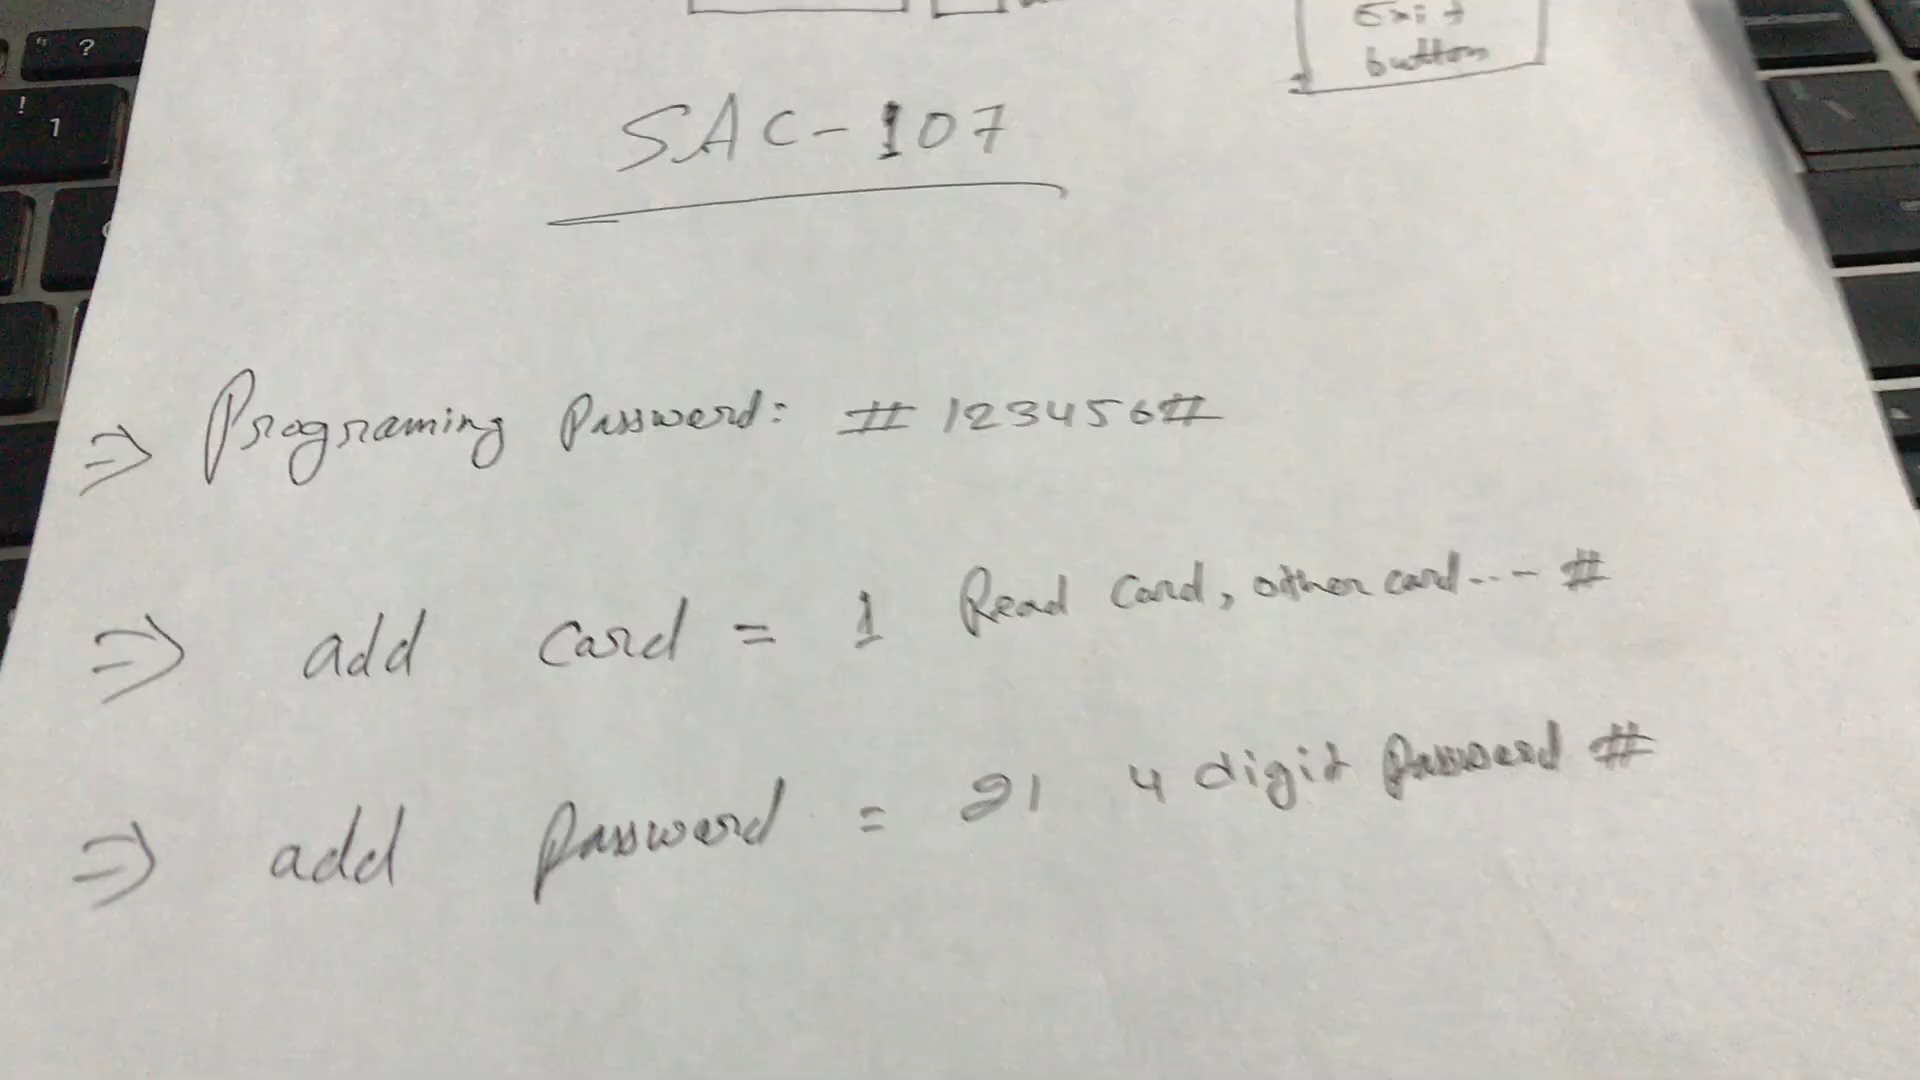 Exit
button
SAC-107
⇒ Programing Password: #123456#
⇒ add card = 1 Read Card, other card...- #
⇒ add password = 21 4 digit password #
" ?
! 1